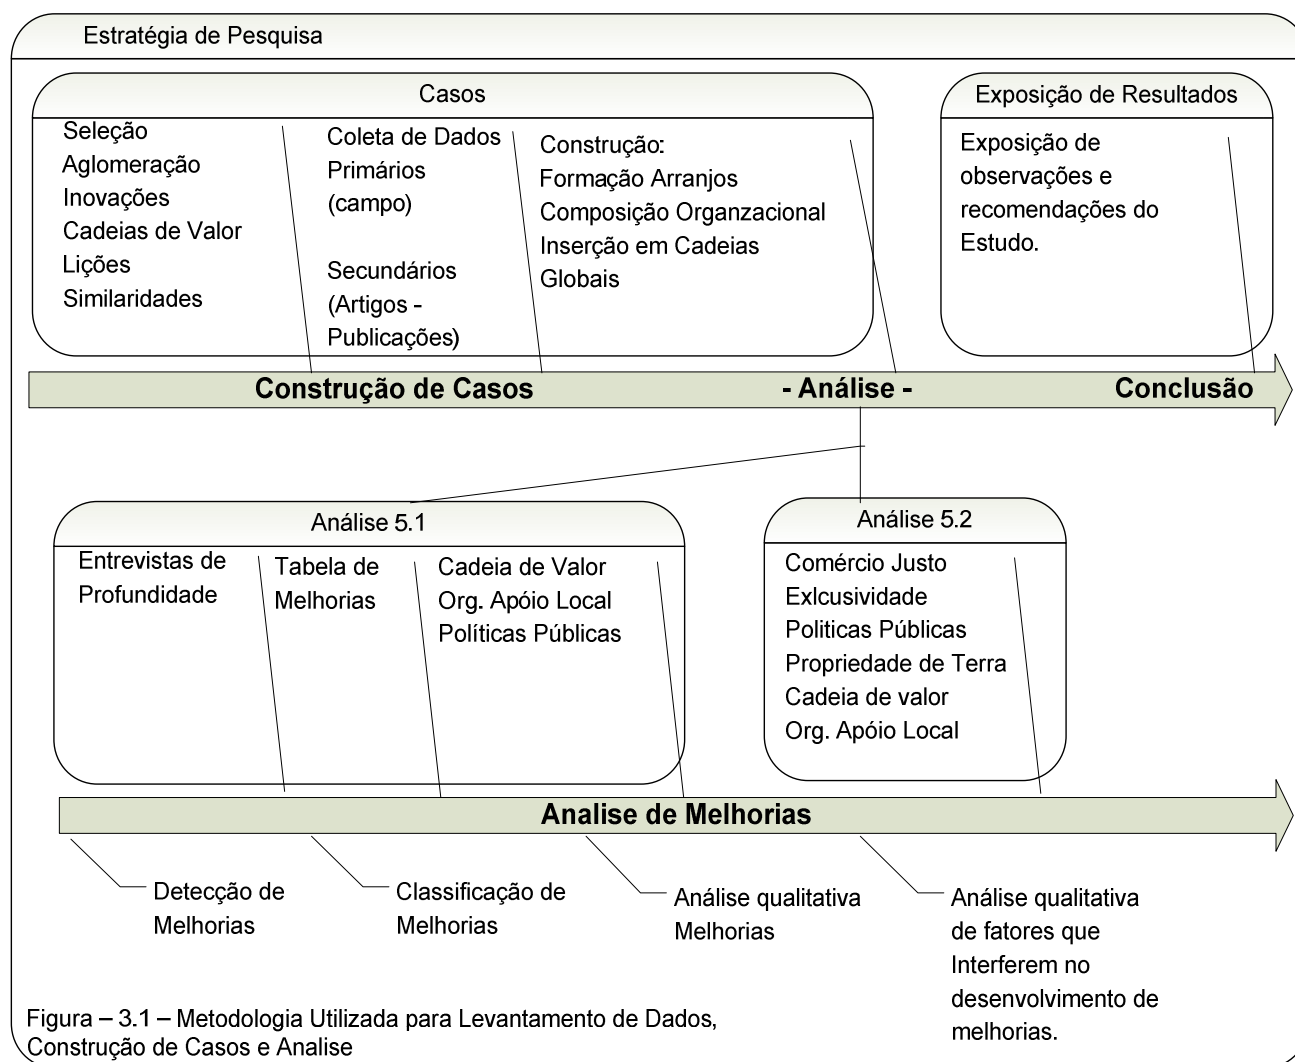 Estratégia de Pesquisa
Casos
Seleção
Aglomeração
Inovações
Cadeias de Valor
Lições
Similaridades
Coleta de Dados
Primários
(campo)
Secundários
(Artigos -
Publicações)
Construção:
Formação Arranjos
Composição Organzacional
Inserção em Cadeias
Globais
Exposição de Resultados
Exposição de
observações e
recomendações do
Estudo.
Construção de Casos
- Análise -
Conclusão
Análise 5.1
Entrevistas de
Profundidade
Tabela de
Melhorias
Cadeia de Valor
Org. Apóio Local
Políticas Públicas
Análise 5.2
Comércio Justo
Exlcusividade
Politicas Públicas
Propriedade de Terra
Cadeia de valor
Org. Apóio Local
Analise de Melhorias
Detecção de
Melhorias
Classificação de
Melhorias
Análise qualitativa
Melhorias
Análise qualitativa
de fatores que
Interferem no
desenvolvimento de
melhorias.
Figura – 3.1 – Metodologia Utilizada para Levantamento de Dados,
Construção de Casos e Analise